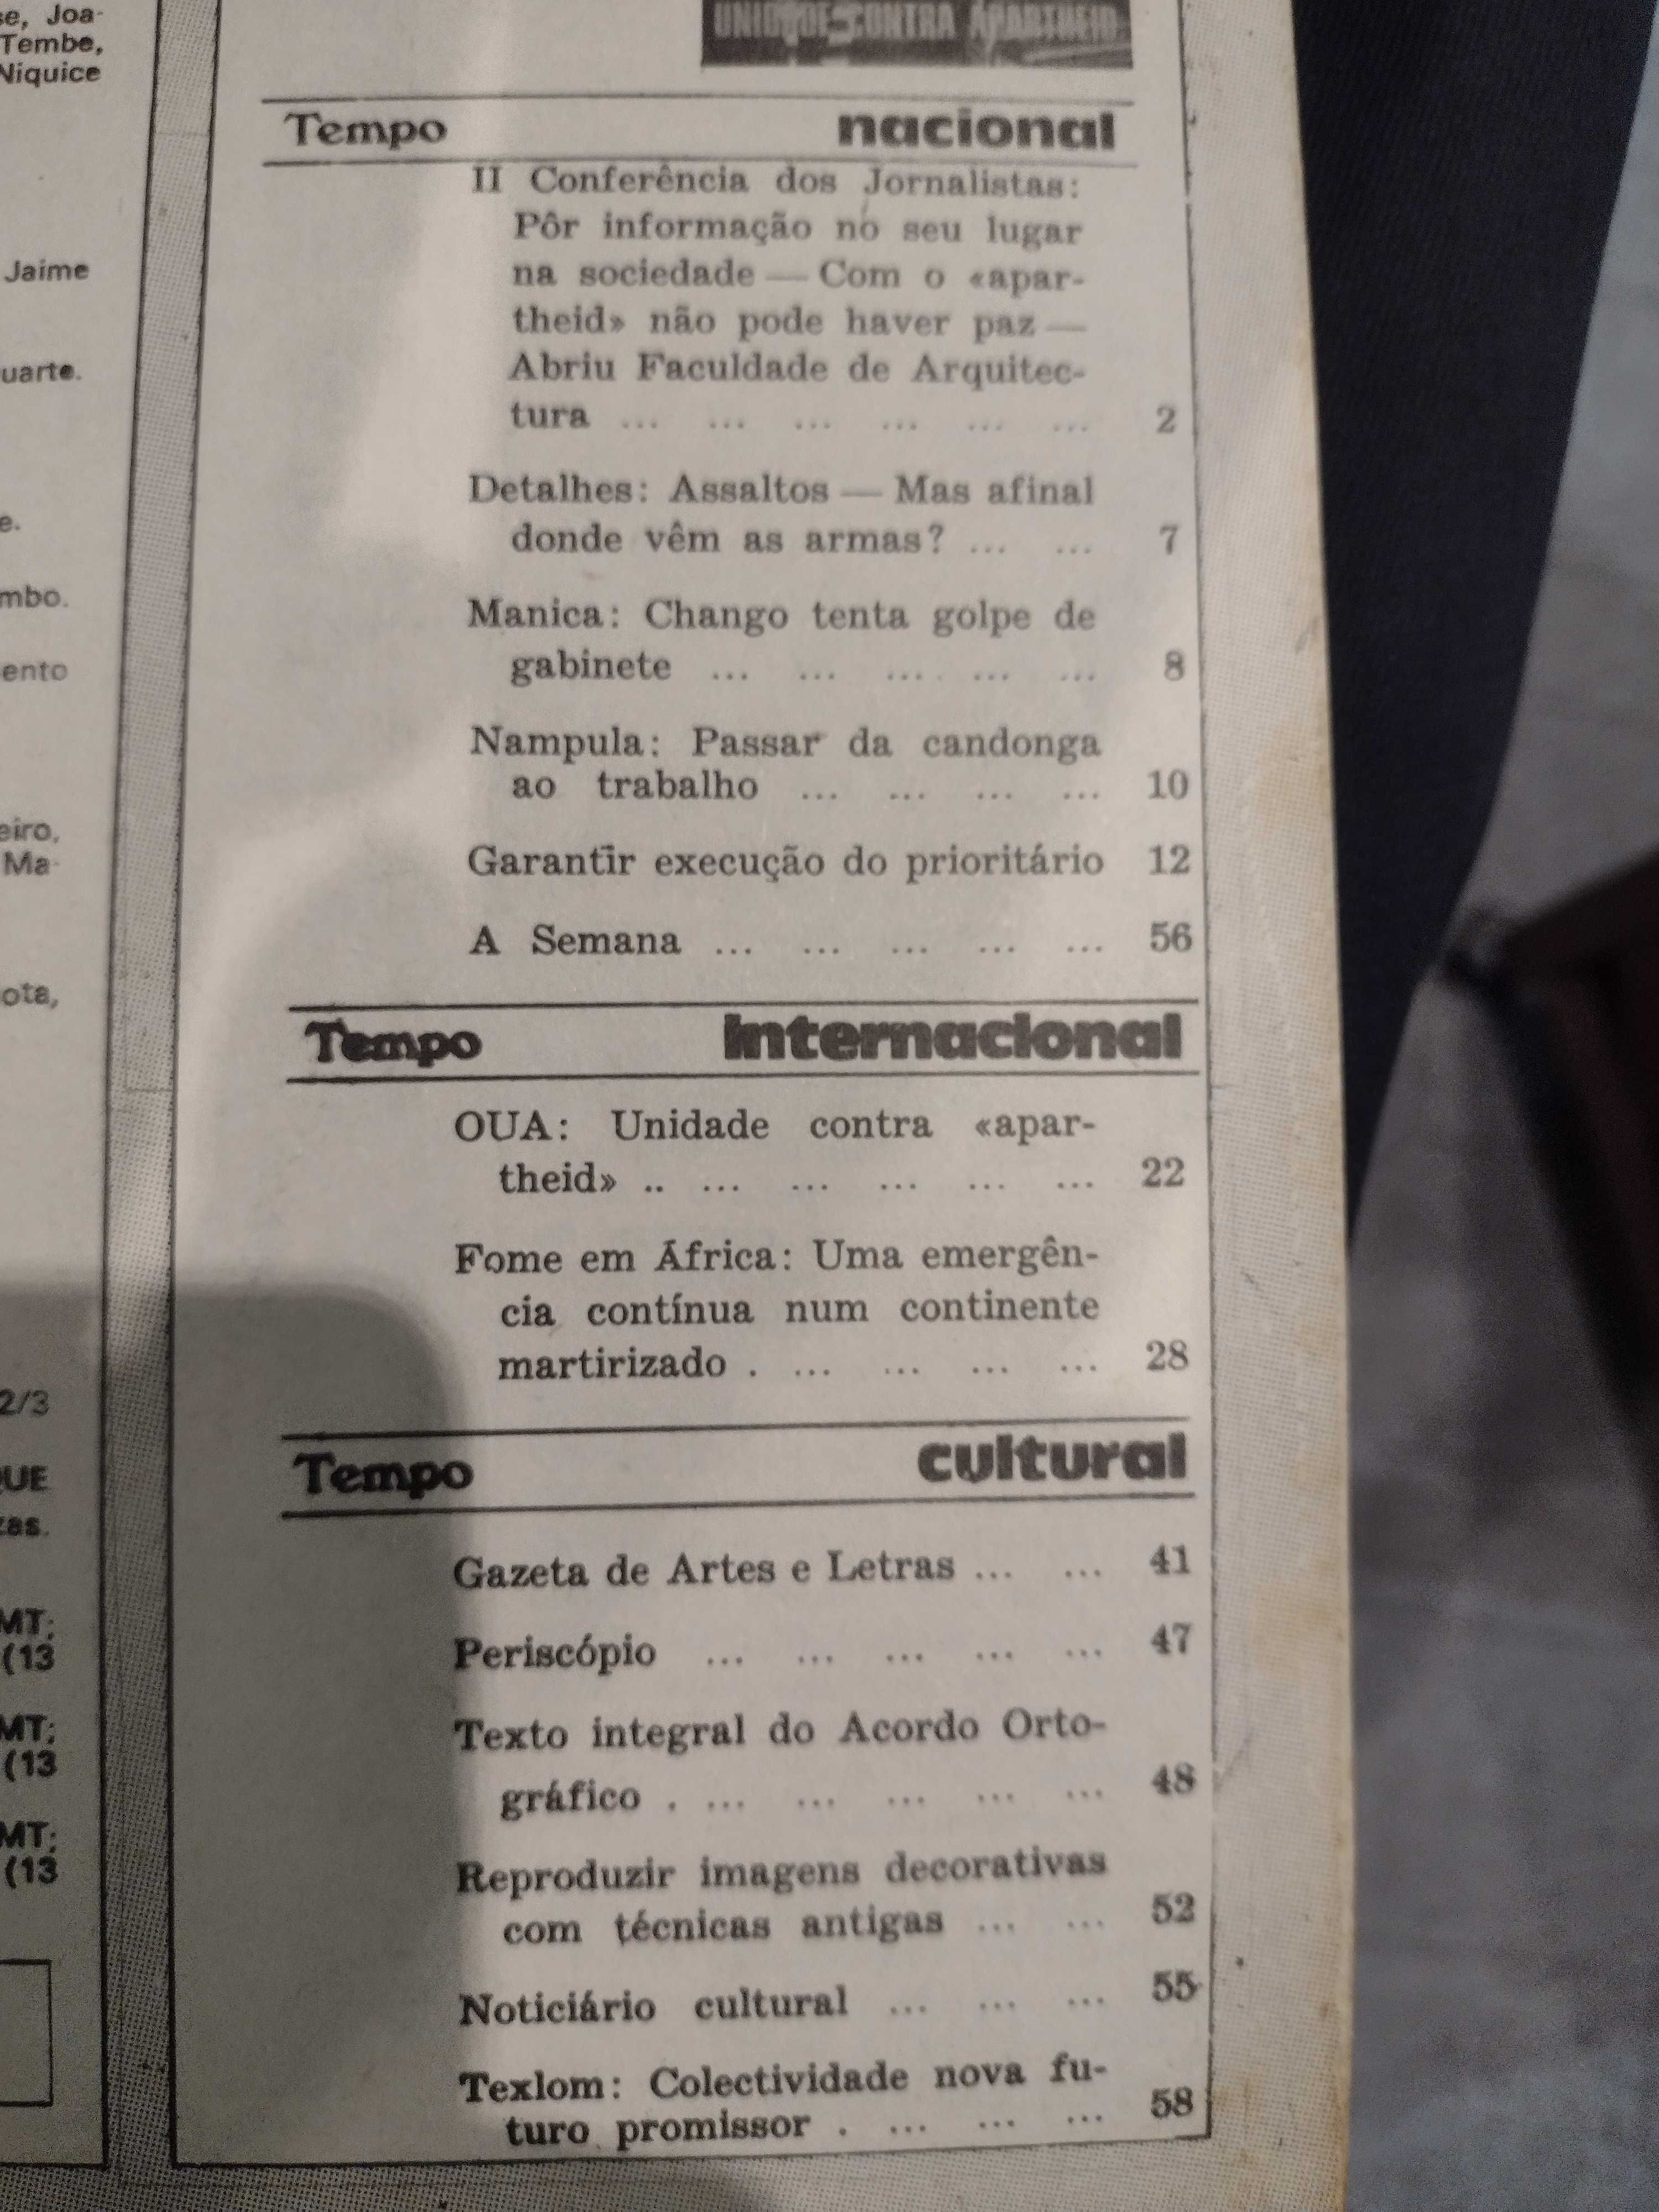 se, Joa-
Tembe,
Niquice
Jaime
uarte.
e.
mbo.
ento
eiro,
Ma-
ota,
2/3
QUE
zas.
MT;
(13
MT;
(13
MT;
(13
CONTRA APARTHEID
Tempo nacional
II Conferência dos Jornalistas:
Pôr informação no seu lugar
na sociedade — Com o «apar-
theid» não pode haver paz —
Abriu Faculdade de Arquitec-
tura ... ... ... ... ... ... 2
Detalhes: Assaltos — Mas afinal
donde vêm as armas? ... ... 7
Manica: Chango tenta golpe de
gabinete ... ... ... ... ... 8
Nampula: Passar da candonga
ao trabalho ... ... ... ... 10
Garantir execução do prioritário 12
A Semana ... ... ... ... ... 56
Tempo internacional
OUA: Unidade contra «apar-
theid» .. ... ... ... ... ... 22
Fome em África: Uma emergên-
cia contínua num continente
martirizado . ... ... ... ... 28
Tempo cultural
Gazeta de Artes e Letras ... ... 41
Periscópio ... ... ... ... ... 47
Texto integral do Acordo Orto-
gráfico . ... ... ... ... ... 48
Reproduzir imagens decorativas
com técnicas antigas ... ... 52
Noticiário cultural ... ... ... 55
Texlom: Colectividade nova fu-
turo promissor . ... ... ... 58